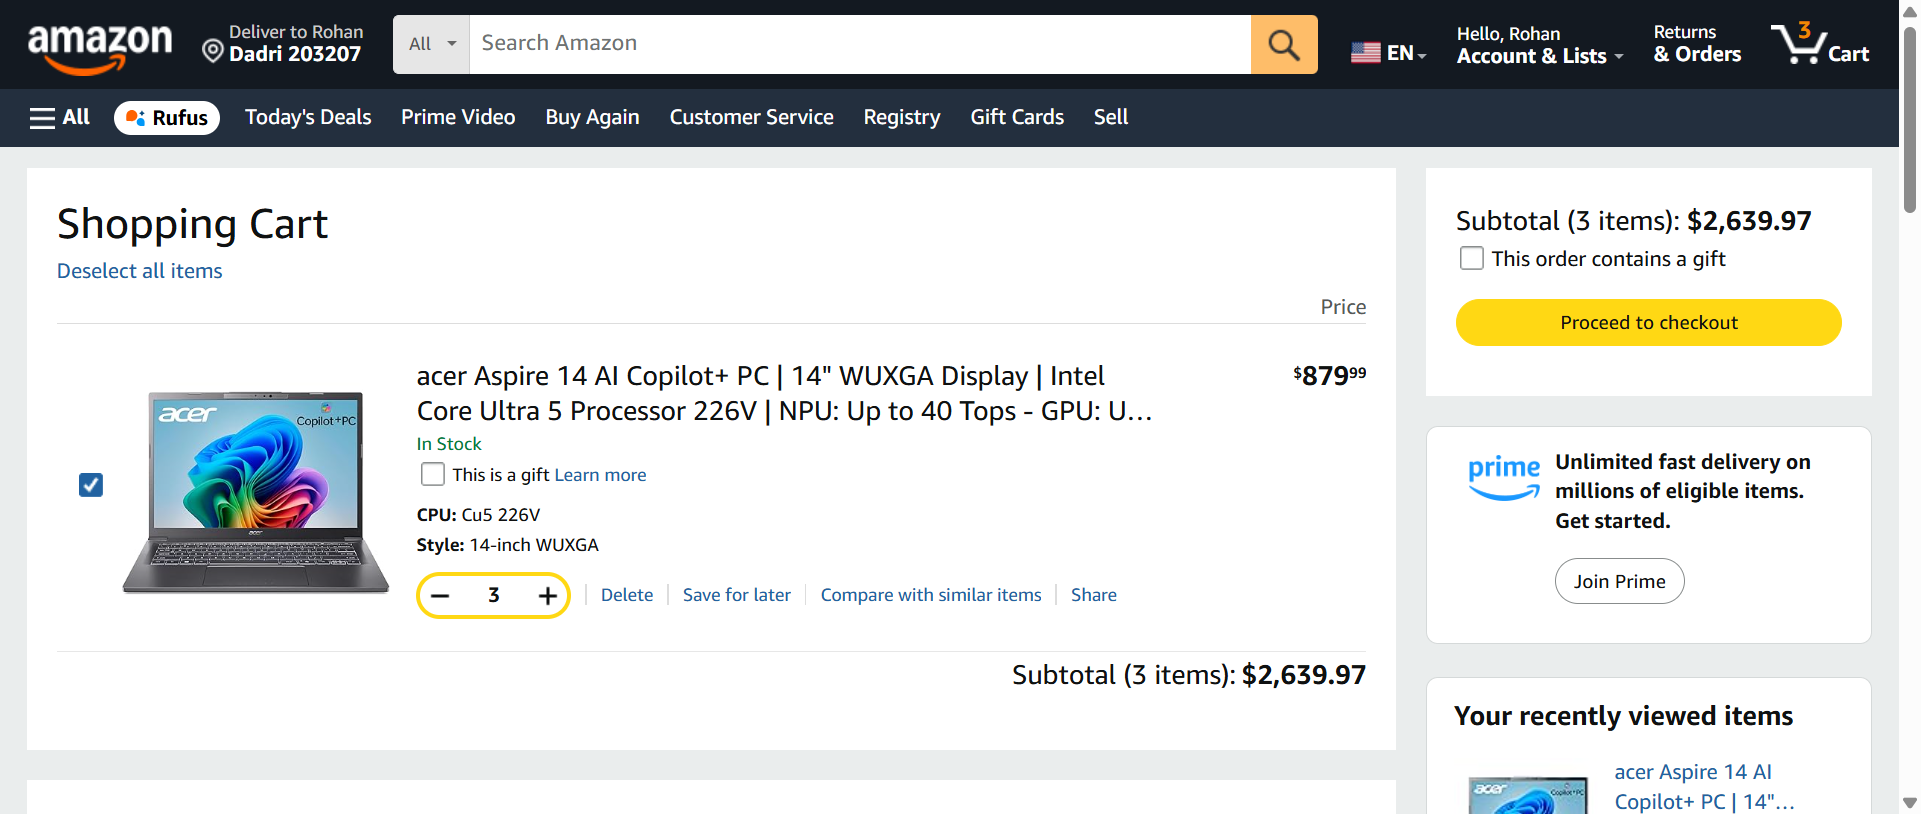 amazon
Deliver to Rohan
Dadri 203207
All
Search Amazon
EN
Hello, Rohan
Account & Lists
Returns
& Orders
3
Cart
All
Rufus
Today's Deals
Prime Video
Buy Again
Customer Service
Registry
Gift Cards
Sell
Shopping Cart
Deselect all items
Price
acer
Copilot+PC
acer
acer Aspire 14 AI Copilot+ PC | 14" WUXGA Display | Intel
Core Ultra 5 Processor 226V | NPU: Up to 40 Tops - GPU: U...
$879.99
In Stock
This is a gift Learn more
CPU: Cu5 226V
Style: 14-inch WUXGA
3
Delete
Save for later
Compare with similar items
Share
Subtotal (3 items): $2,639.97
Subtotal (3 items): $2,639.97
This order contains a gift
Proceed to checkout
prime
Unlimited fast delivery on
millions of eligible items.
Get started.
Join Prime
Your recently viewed items
acer
Copilot+PC
acer Aspire 14 AI
Copilot+ PC | 14"...